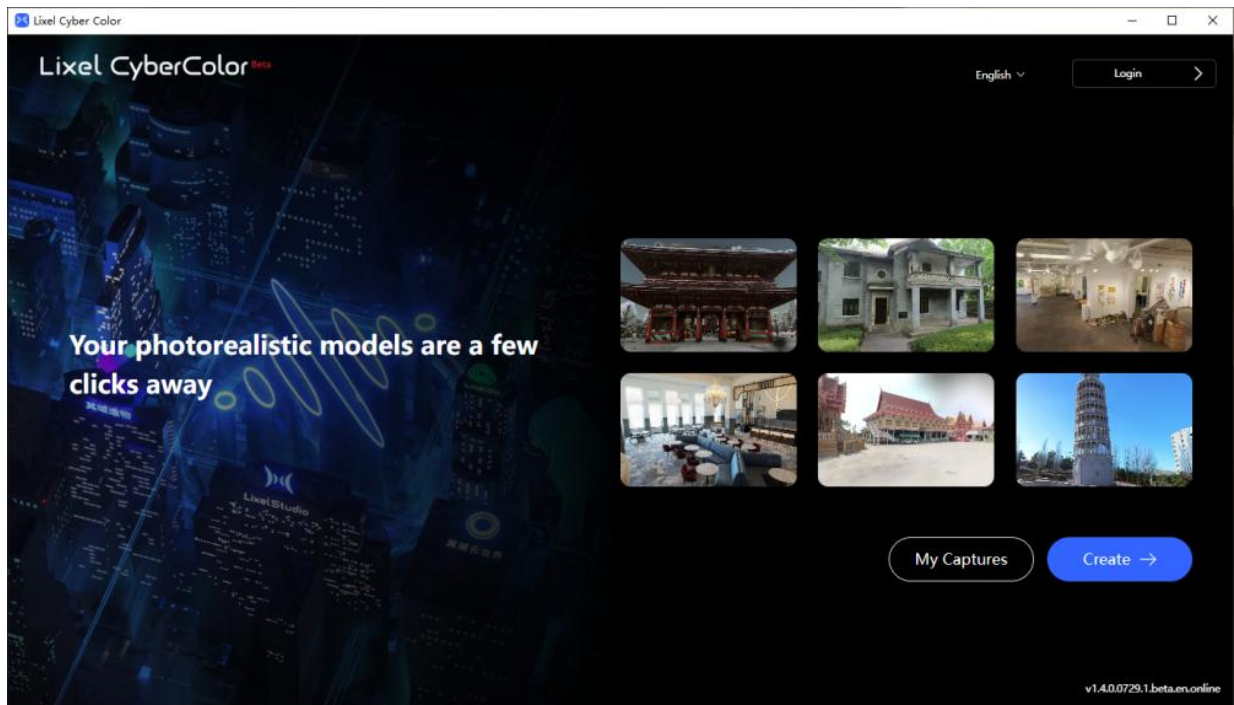 Lixel Cyber Color
Lixel CyberColor Beta
English
Login
Your photorealistic models are a few
clicks away
LixelStudio
My Captures
Create
v1.4.0.0729.1.beta.en.online